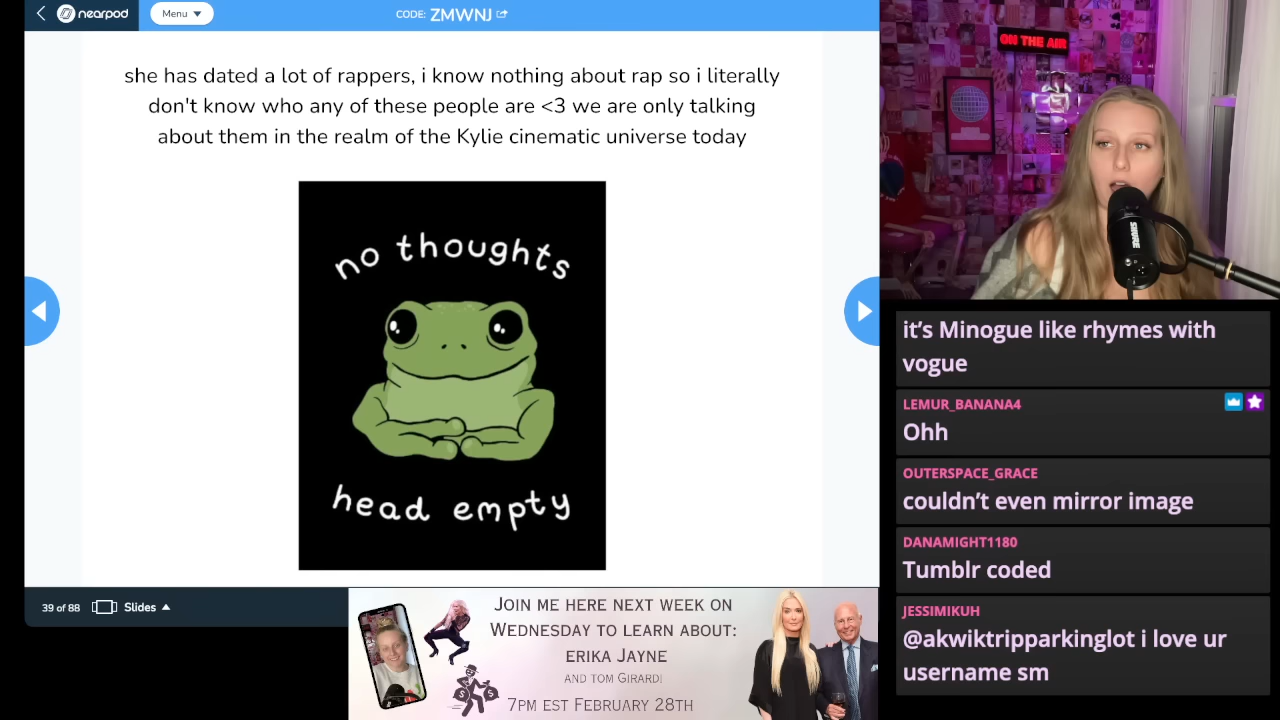 nearpod
Menu
CODE: ZMWNJ
she has dated a lot of rappers, i know nothing about rap so i literally
don't know who any of these people are <3 we are only talking
about them in the realm of the Kylie cinematic universe today
no thoughts
head empty
39 of 88
Slides
JOIN ME HERE NEXT WEEK ON
WEDNESDAY TO LEARN ABOUT:
ERIKA JAYNE
AND TOM GIRARDI
7PM EST FEBRUARY 28TH
ON THE AIR
SHURE
it's Minogue like rhymes with
vogue
LEMUR_BANANA4
Ohh
OUTERSPACE_GRACE
couldn't even mirror image
DANAMIGHT1180
Tumblr coded
JESSIMIKUH
@akwiktripparkinglot i love ur
username sm